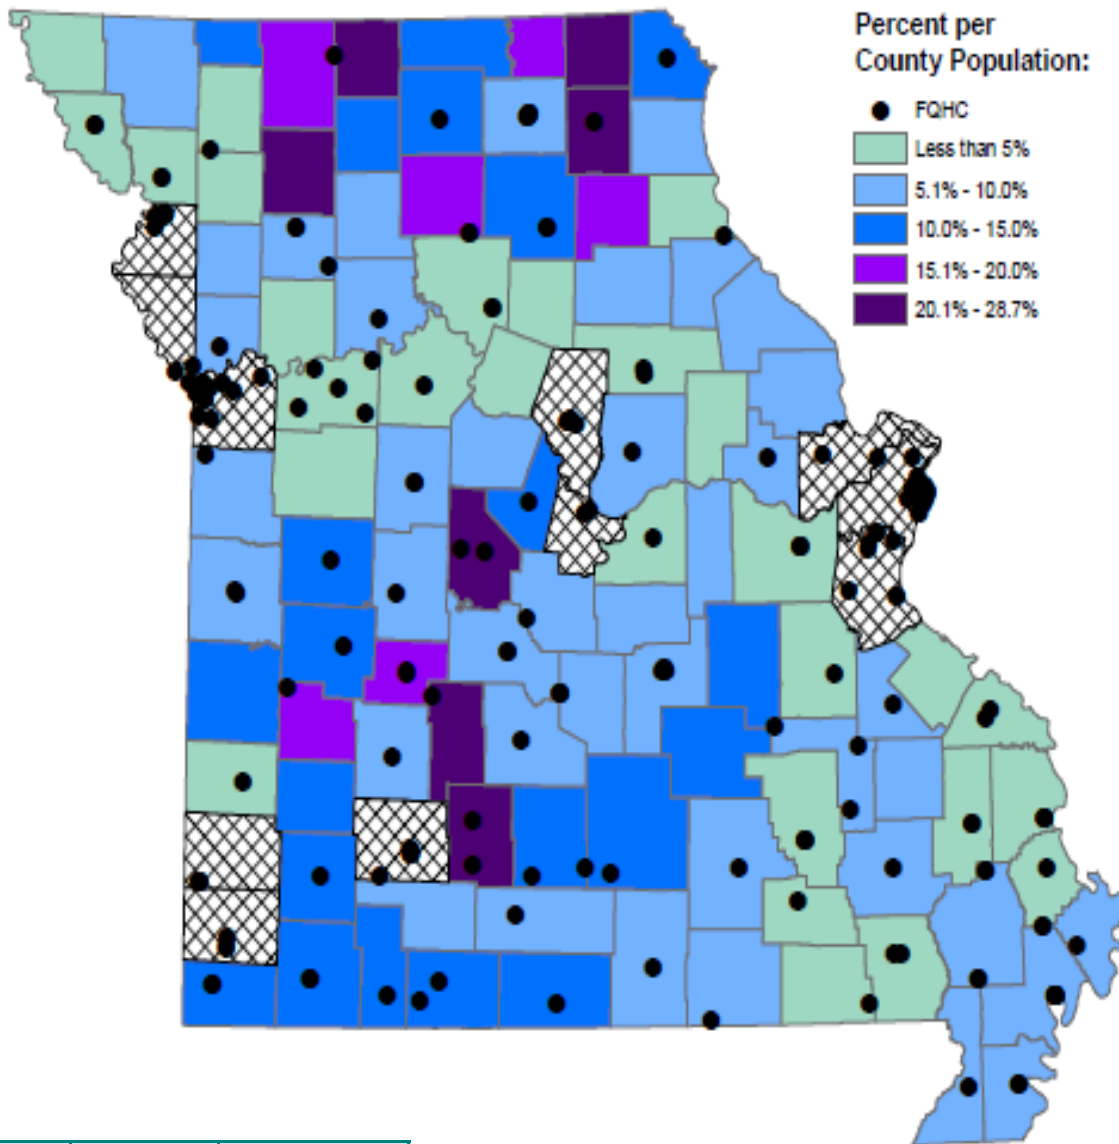 Percent per
County Population:
FQHC
Less than 5%
5.1% - 10.0%
10.0% - 15.0%
15.1% - 20.0%
20.1% - 28.7%